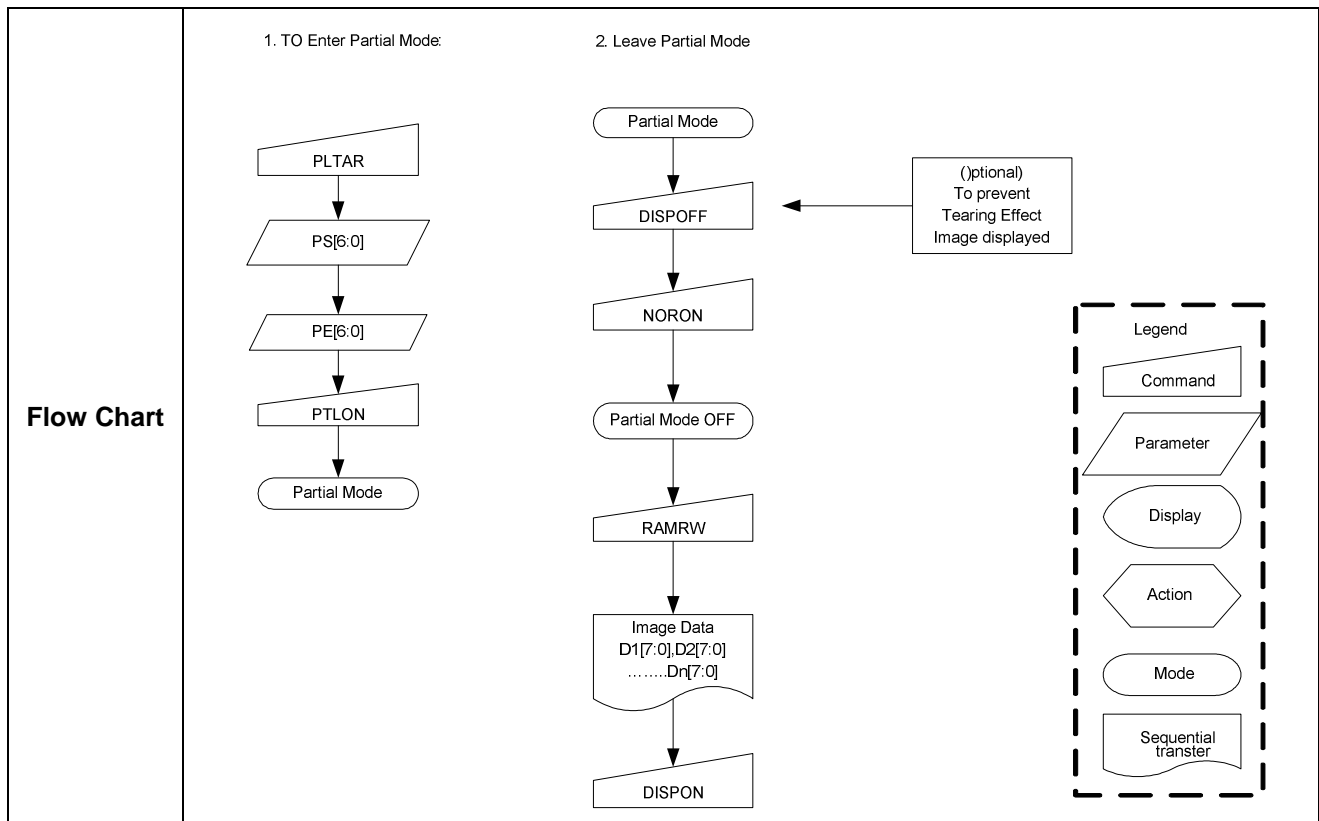 Flow Chart
1. TO Enter Partial Mode:
PLTAR
PS[6:0]
PE[6:0]
PTLON
Partial Mode
2. Leave Partial Mode
Partial Mode
DISPOFF
()ptional)
To prevent
Tearing Effect
Image displayed
NORON
Partial Mode OFF
RAMRW
Image Data
D1[7:0],D2[7:0]
........Dn[7:0]
DISPON
Legend
Command
Parameter
Display
Action
Mode
Sequential
transter